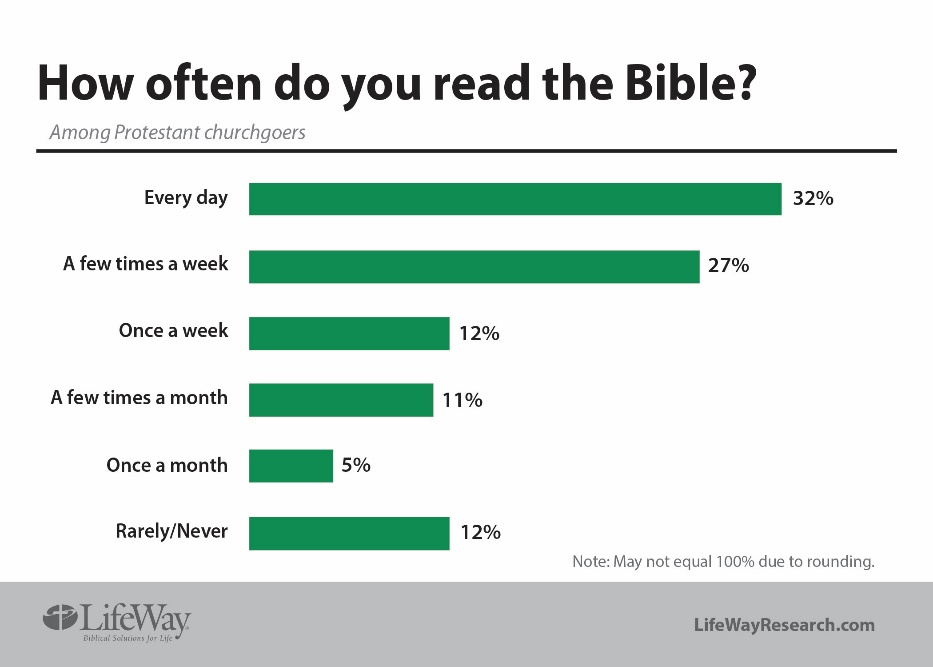 How often do you read the Bible?
Among Protestant churchgoers
Every day 32%
A few times a week 27%
Once a week 12%
A few times a month 11%
Once a month 5%
Rarely/Never 12%
Note: May not equal 100% due to rounding.
LifeWay
Biblical Solutions for Life
LifeWayResearch.com